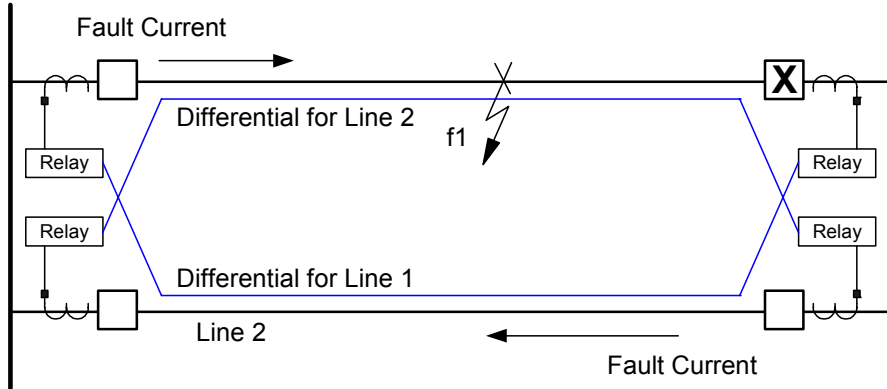 Fault Current
X
Differential for Line 2
f1
Relay
Relay
Relay
Relay
Differential for Line 1
Line 2
Fault Current